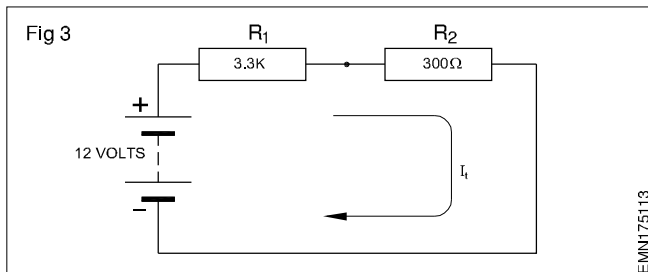 Fig 3
R1
R2
3.3K
300Ω
+
12 VOLTS
−
It
EMN175113